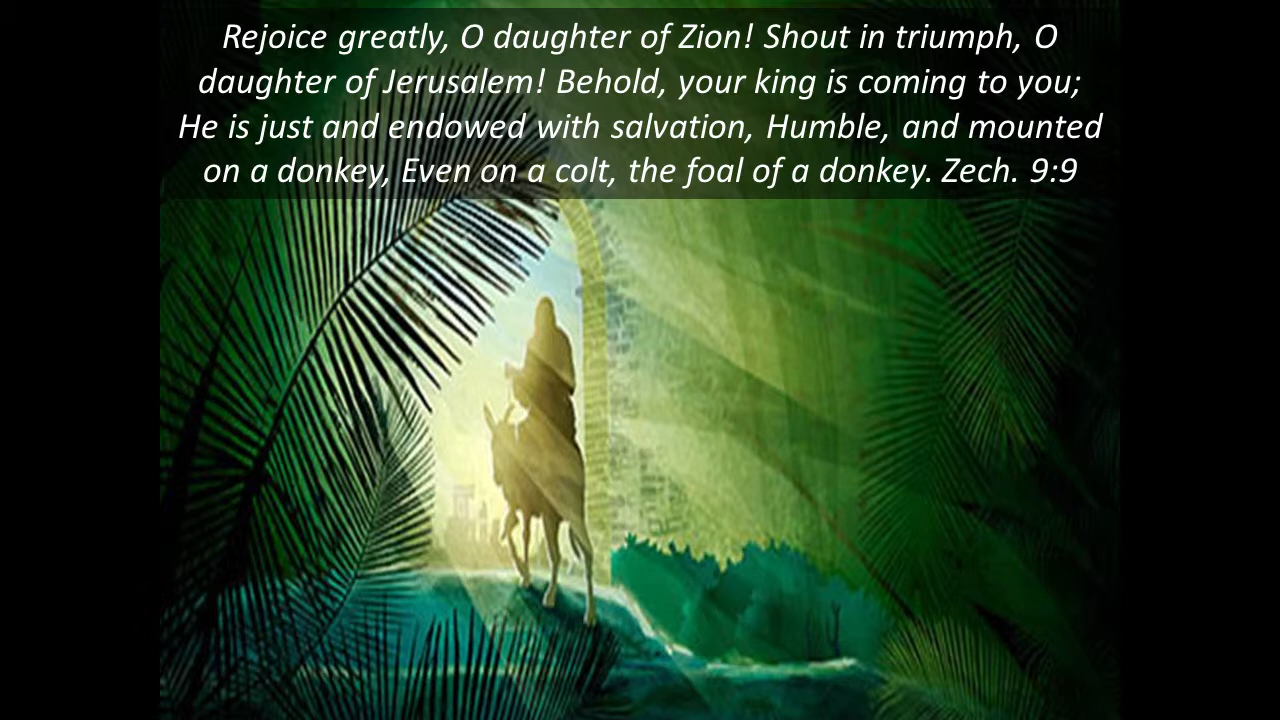 Rejoice greatly, O daughter of Zion! Shout in triumph, O
daughter of Jerusalem! Behold, your king is coming to you;
He is just and endowed with salvation, Humble, and mounted
on a donkey, Even on a colt, the foal of a donkey. Zech. 9:9